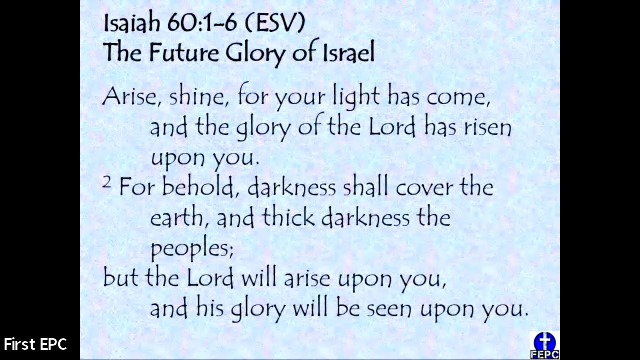 Isaiah 60:1-6 (ESV)
The Future Glory of Israel
Arise, shine, for your light has come,
and the glory of the Lord has risen
upon you.
2 For behold, darkness shall cover the
earth, and thick darkness the
peoples;
but the Lord will arise upon you,
and his glory will be seen upon you.
First EPC
FEPC